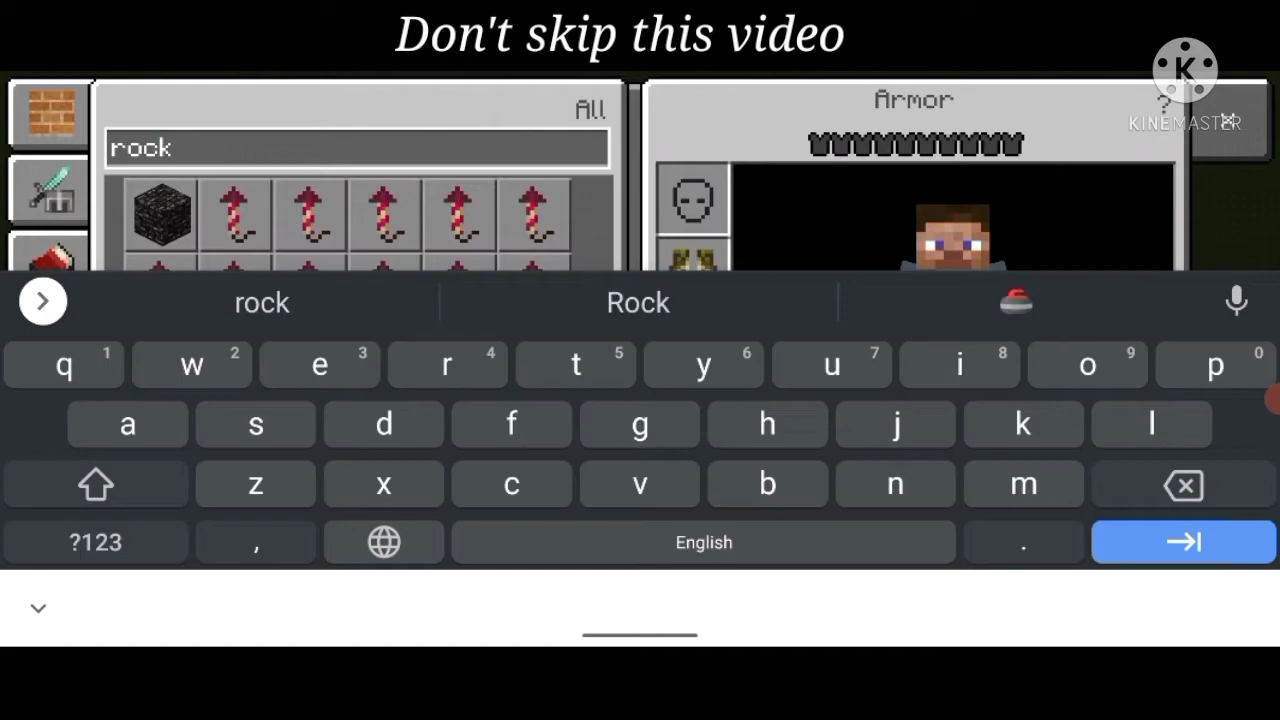 Don't skip this video
All
rock
Armor
?
KINEMASTER
K
rock Rock
q 1 w 2 e 3 r 4 t 5 y 6 u 7 i 8 o 9 p 0
a s d f g h j k l
z x c v b n m
?123 , English .